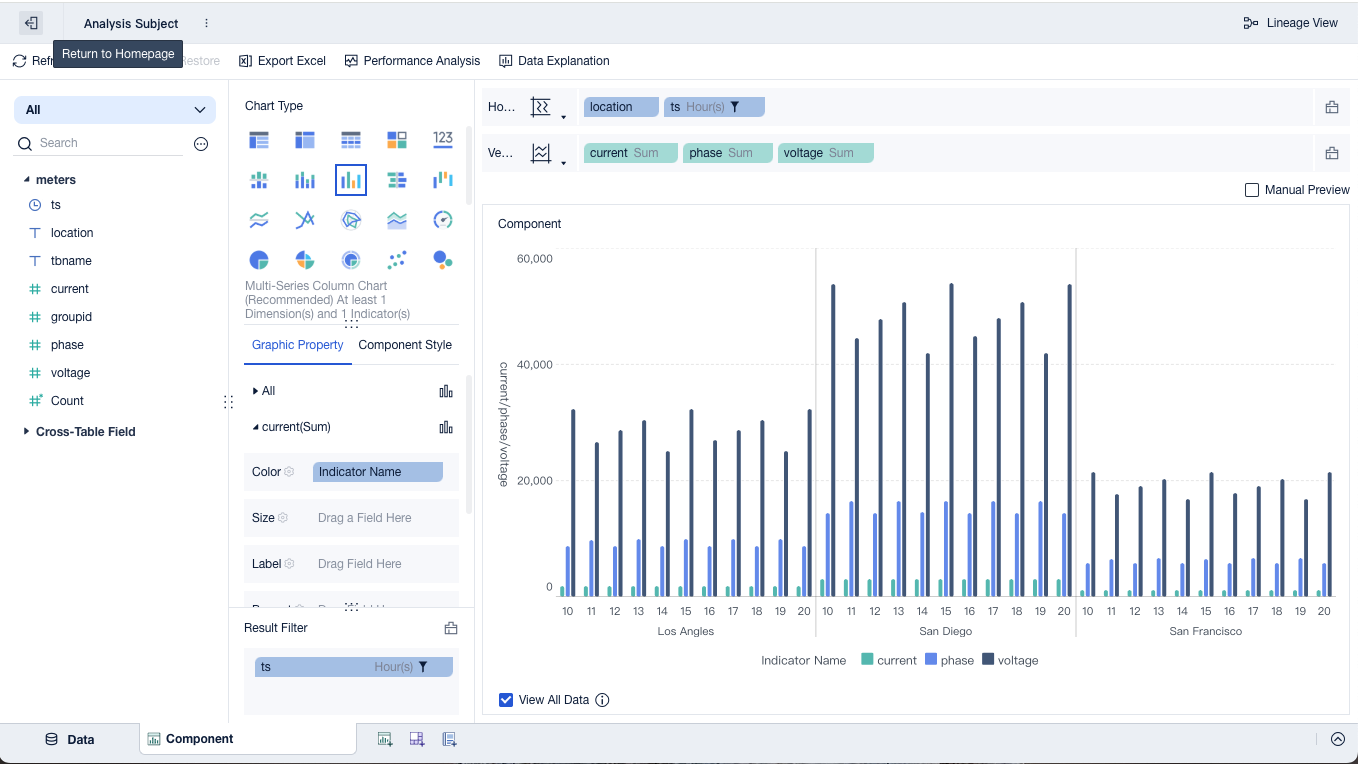 Analysis Subject
Lineage View
Return to Homepage
Refr
Restore
Export Excel
Performance Analysis
Data Explanation
All
Search
meters
ts
location
tbname
current
groupid
phase
voltage
Count
Cross-Table Field
Chart Type
123
Multi-Series Column Chart
(Recommended) At least 1
Dimension(s) and 1 Indicator(s)
Graphic Property
Component Style
All
current(Sum)
Color
Indicator Name
Size
Drag a Field Here
Label
Drag Field Here
Result Filter
ts Hour(s)
Ho...
location
ts Hour(s)
Ve...
current Sum
phase Sum
voltage Sum
Manual Preview
Component
60,000
40,000
20,000
0
current/phase/voltage
10 11 12 13 14 15 16 17 18 19 20 10 11 12 13 14 15 16 17 18 19 20 10 11 12 13 14 15 16 17 18 19 20
Los Angles San Diego San Francisco
Indicator Name current phase voltage
View All Data
Data
Component